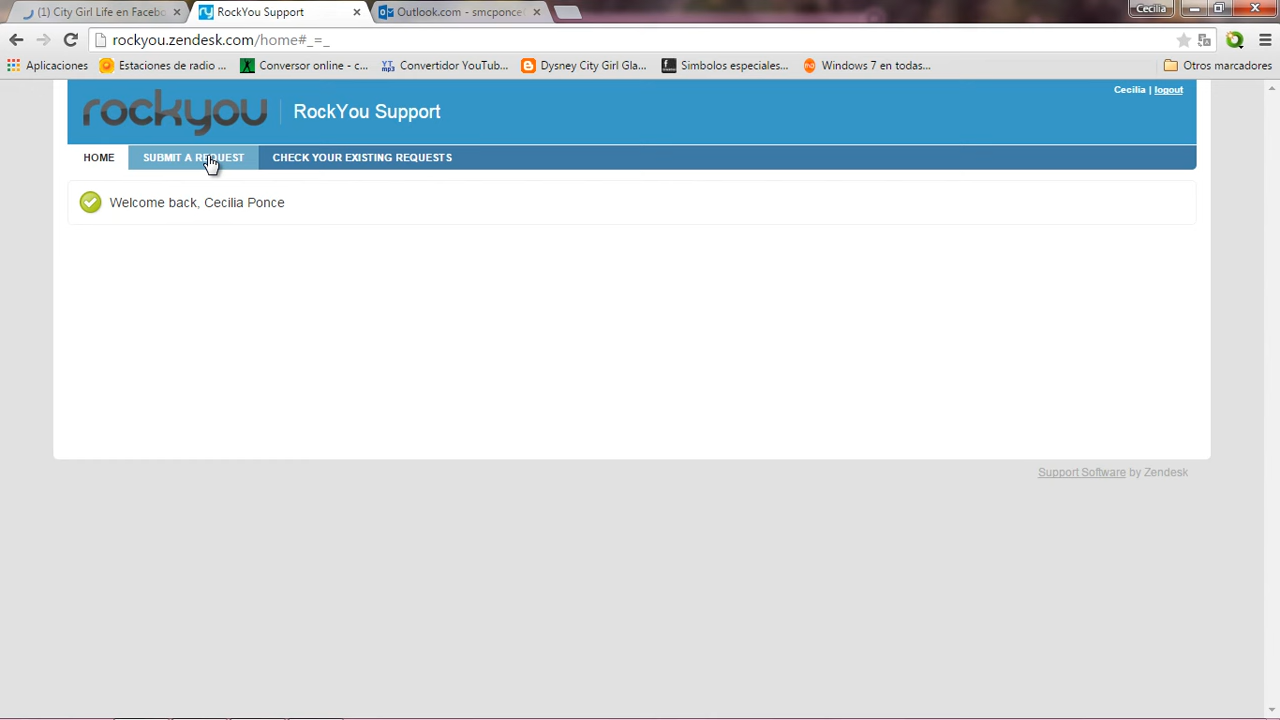 (1) City Girl Life en Facebo
RockYou Support
Outlook.com - smcponce
Cecilia
rockyou.zendesk.com/home#_=_
Aplicaciones
Estaciones de radio ...
Conversor online - c...
Convertidor YouTub...
Dysney City Girl Gla...
Simbolos especiales...
Windows 7 en todas...
Otros marcadores
rockyou
RockYou Support
Cecilia | logout
HOME
SUBMIT A REQUEST
CHECK YOUR EXISTING REQUESTS
Welcome back, Cecilia Ponce
Support Software by Zendesk